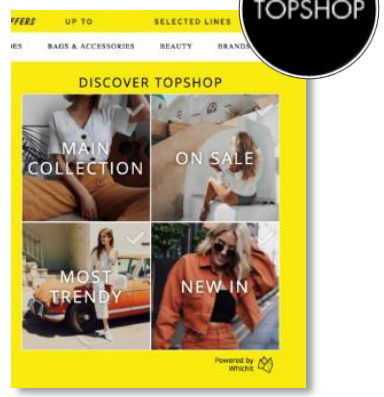 TOPSHOP
UP TO SELECTED LINES
BAGS & ACCESSORIES BEAUTY BRANDS
DISCOVER TOPSHOP
MAIN
COLLECTION
ON SALE
MOST
TRENDY
NEW IN
Powered by
Whichit